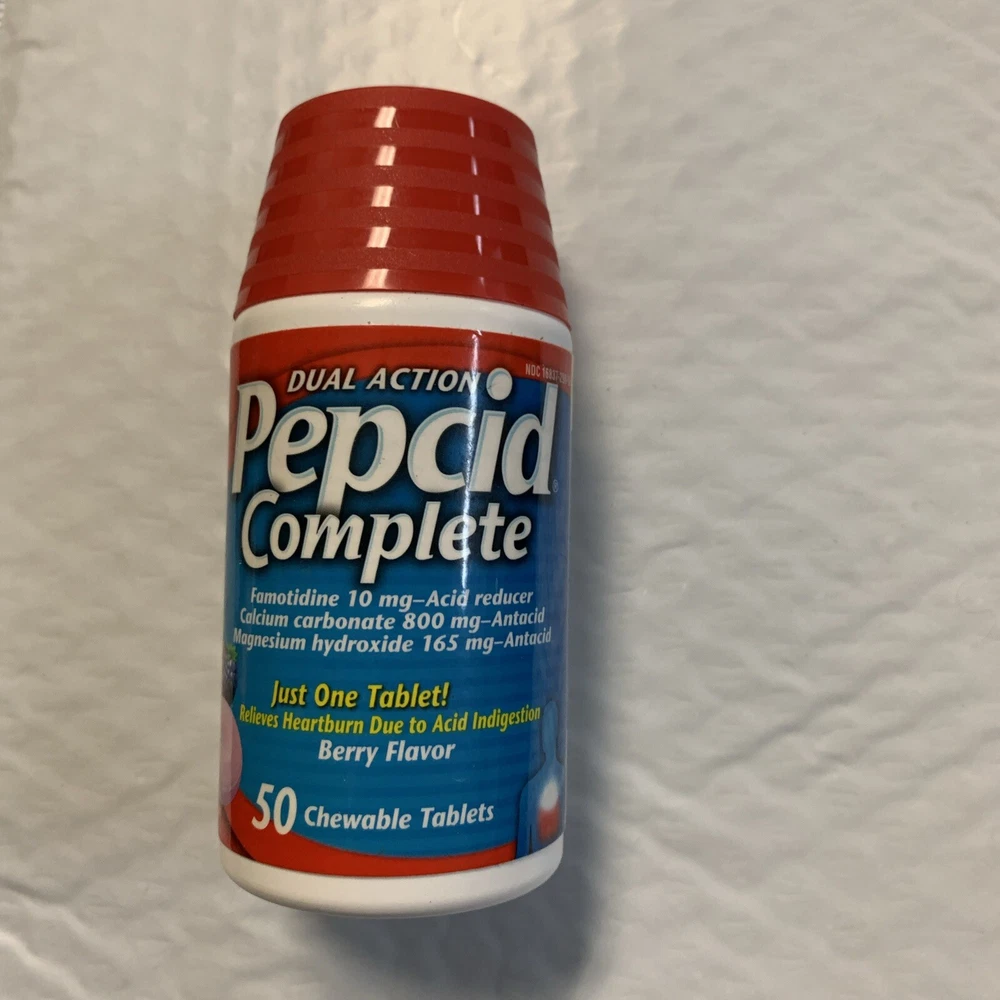 NDC
DUAL ACTION
Pepcid®
Complete
Famotidine 10 mg–Acid reducer
Calcium carbonate 800 mg–Antacid
Magnesium hydroxide 165 mg–Antacid
Just One Tablet!
Relieves Heartburn Due to Acid Indigestion
Berry Flavor
50 Chewable Tablets